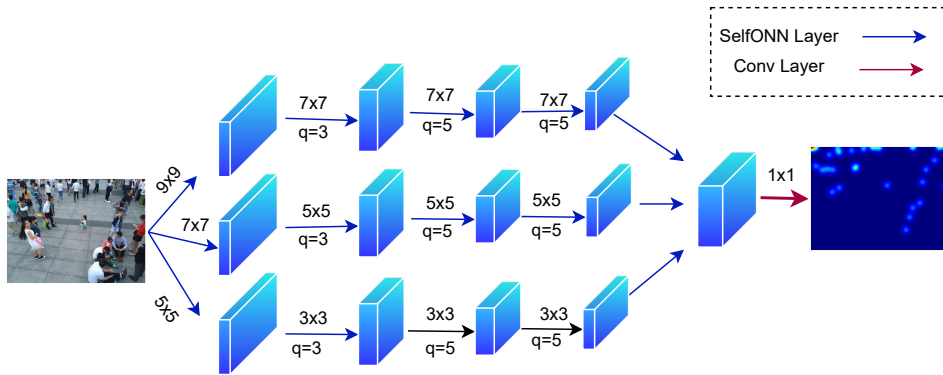 SelfONN Layer
Conv Layer
9x9
7x7
q=3
7x7
q=5
7x7
q=5
7x7
5x5
q=3
5x5
q=5
5x5
q=5
1x1
5x5
3x3
q=3
3x3
q=5
3x3
q=5